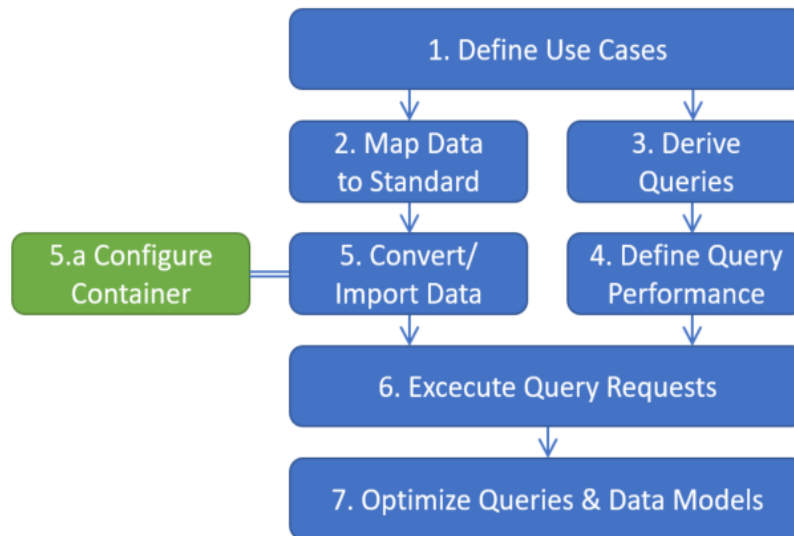 1. Define Use Cases
2. Map Data
to Standard
3. Derive
Queries
5.a Configure
Container
5. Convert/
Import Data
4. Define Query
Performance
6. Excecute Query Requests
7. Optimize Queries & Data Models